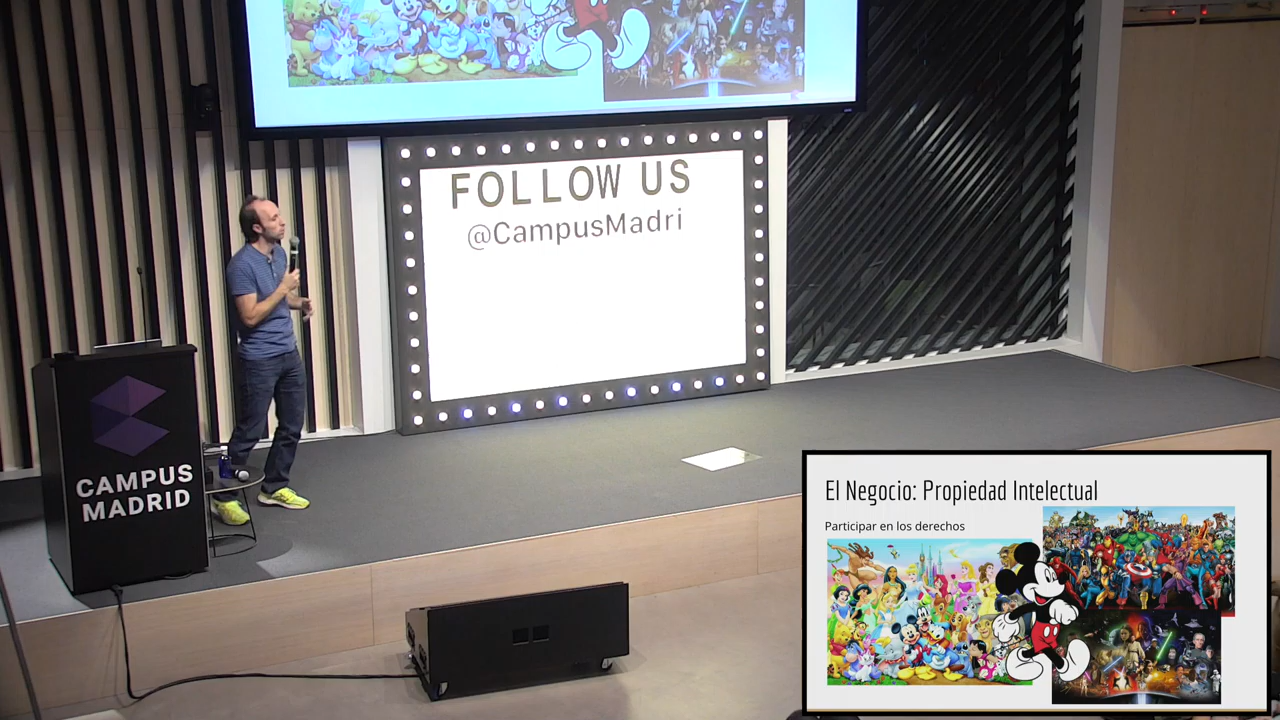 FOLLOW US
@CampusMadri
CAMPUS
MADRID
El Negocio: Propiedad Intelectual
Participar en los derechos